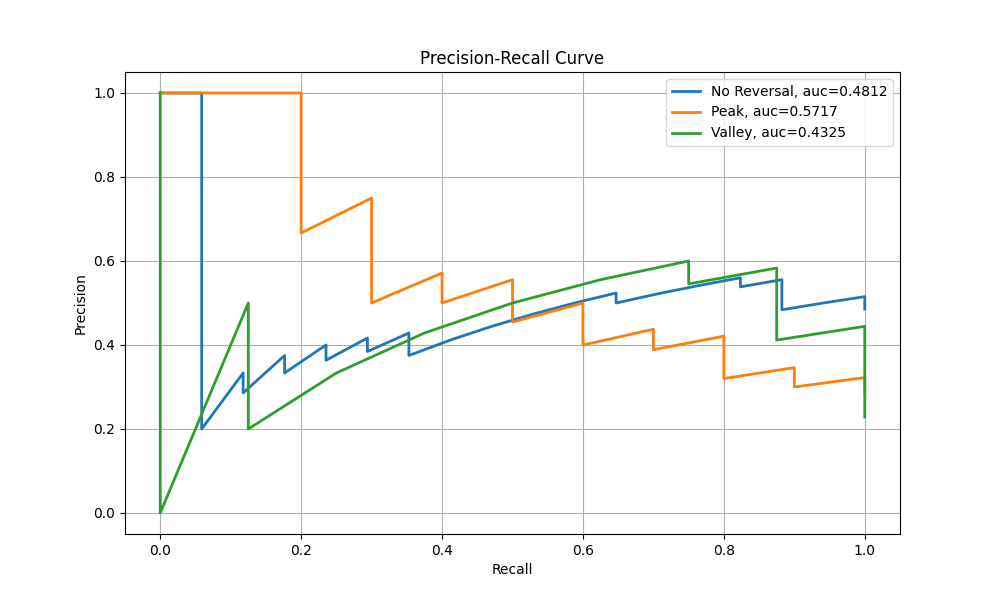 Precision-Recall Curve
No Reversal, auc=0.4812
Peak, auc=0.5717
Valley, auc=0.4325
Precision
1.0
0.8
0.6
0.4
0.2
0.0
0.0 0.2 0.4 0.6 0.8 1.0
Recall